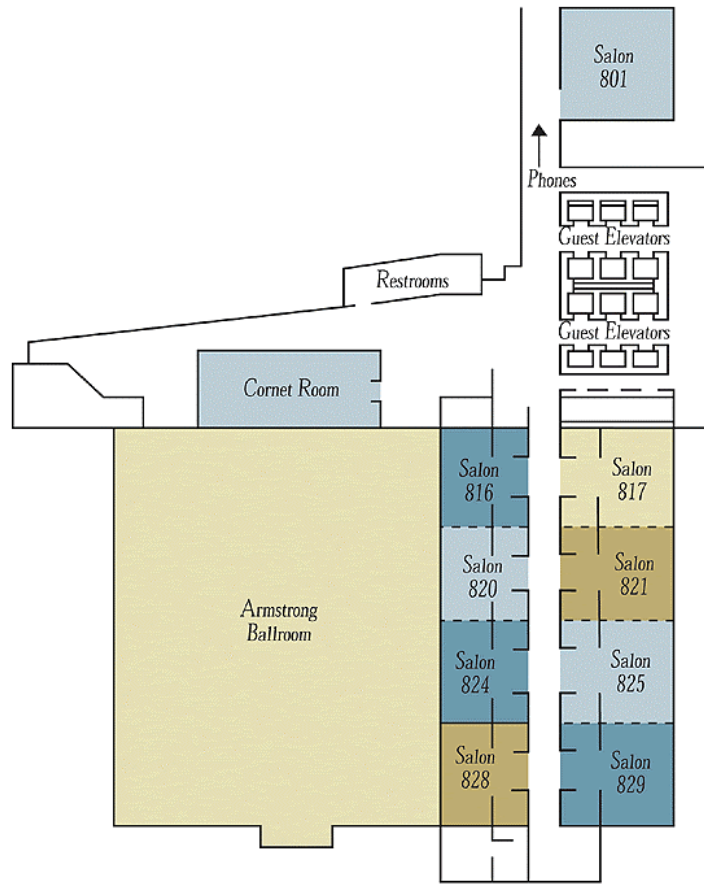 Salon
801
Phones
Guest Elevators
Restrooms
Guest Elevators
Cornet Room
Salon
816
Salon
817
Salon
820
Salon
821
Armstrong
Ballroom
Salon
824
Salon
825
Salon
828
Salon
829